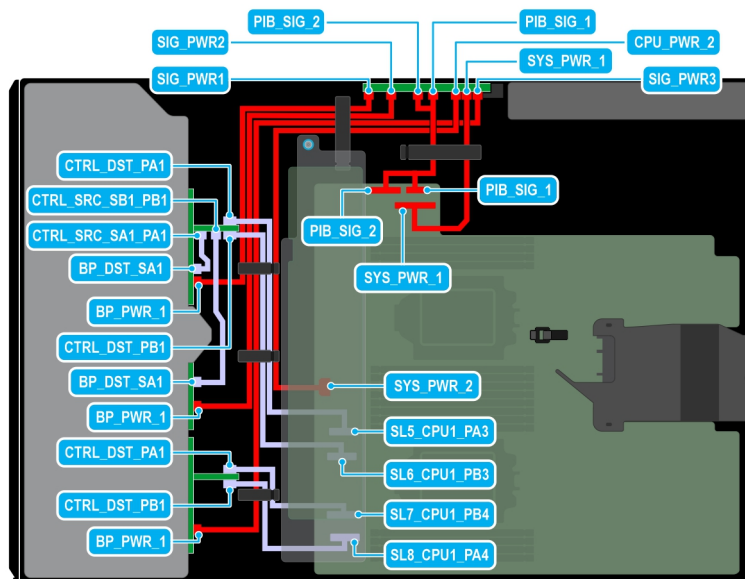 PIB_SIG_2
PIB_SIG_1
SIG_PWR2
CPU_PWR_2
SYS_PWR_1
SIG_PWR1
SIG_PWR3
CTRL_DST_PA1
CTRL_SRC_SB1_PB1
PIB_SIG_1
CTRL_SRC_SA1_PA1
PIB_SIG_2
BP_DST_SA1
SYS_PWR_1
BP_PWR_1
CTRL_DST_PB1
BP_DST_SA1
SYS_PWR_2
BP_PWR_1
SL5_CPU1_PA3
CTRL_DST_PA1
SL6_CPU1_PB3
CTRL_DST_PB1
SL7_CPU1_PB4
BP_PWR_1
SL8_CPU1_PA4